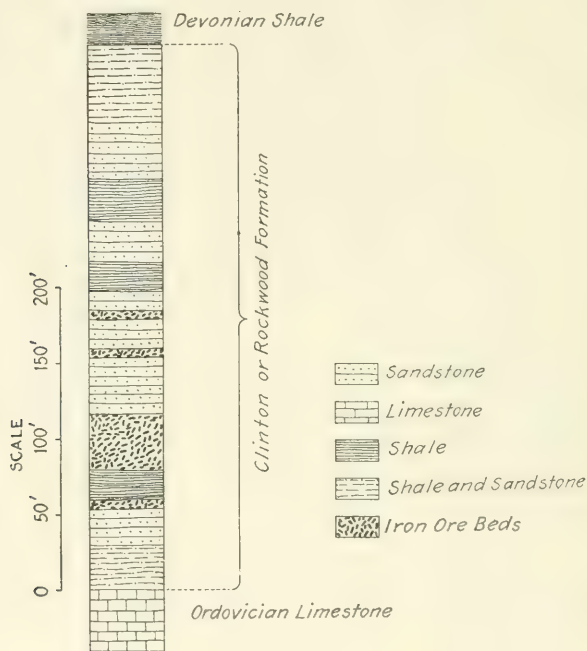 Devonian Shale
Clinton or Rockwood Formation
SCALE
200'
150'
100'
50'
0
Sandstone
Limestone
Shale
Shale and Sandstone
Iron Ore Beds
Ordovician Limestone